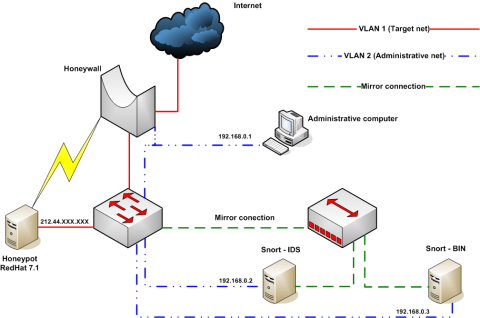 Internet
VLAN 1 (Target net)
VLAN 2 (Administrative net)
Mirror connection
Honeywall
Administrative computer
192.168.0.1
212.44.XXX.XXX
Honeypot
RedHat 7.1
Mirror conection
Snort - IDS
Snort - BIN
192.168.0.2
192.168.0.3